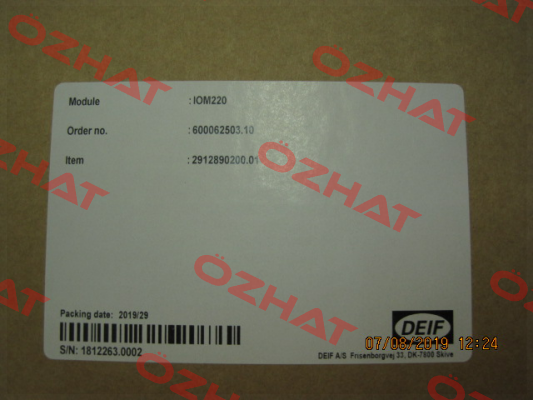 ÖZHAT
ÖZHAT
Module : IOM220
Order no. : 600062503.10
Item : 2912890200.01
ÖZHAT
ÖZHAT
ÖZHAT
Packing date: 2019/29
DEIF
S/N: 1812263.0002
07/08/2019 12:24
DEIF A/S Frisenborgvej 33, DK-7800 Skive